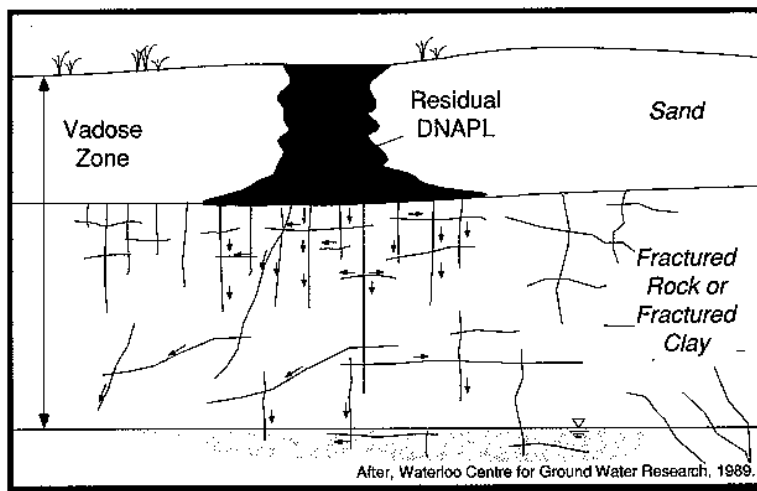 Vadose
Zone
Residual
DNAPL
Sand
Fractured
Rock or
Fractured
Clay
After, Waterloo Centre for Ground Water Research, 1989.